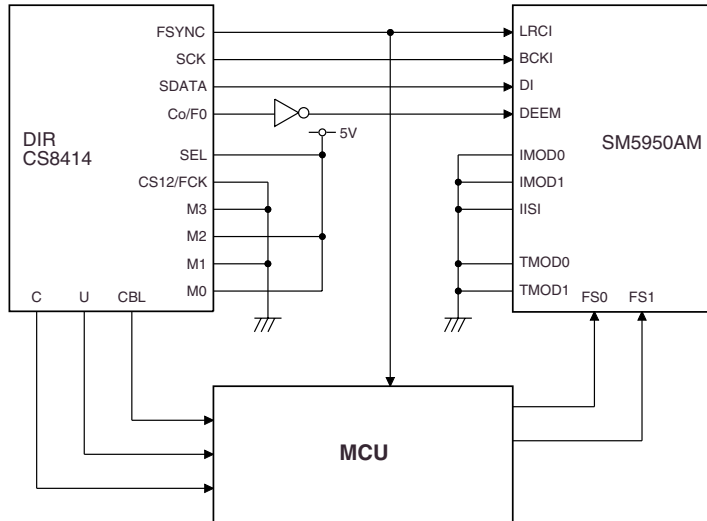 FSYNC
SCK
SDATA
Co/F0
SEL
CS12/FCK
M3
M2
M1
M0
DIR
CS8414
C U CBL
5V
LRCI
BCKI
DI
DEEM
IMOD0
IMOD1
IISI
TMOD0
TMOD1
SM5950AM
FS0 FS1
MCU